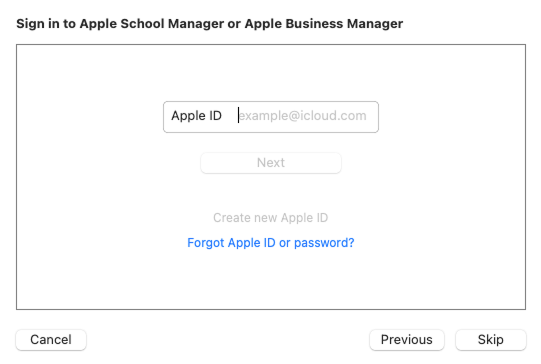 Sign in to Apple School Manager or Apple Business Manager
Apple ID example@icloud.com
Next
Create new Apple ID
Forgot Apple ID or password?
Cancel Previous Skip